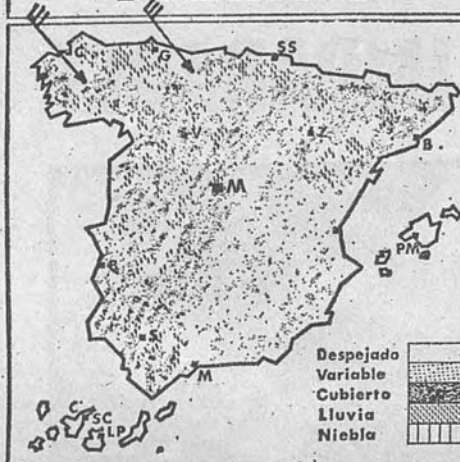 C
G
SS
V
Z
B
M
PM
B
S
M
C
SC
LP
Despejado
Variable
Cubierto
Lluvia
Niebla